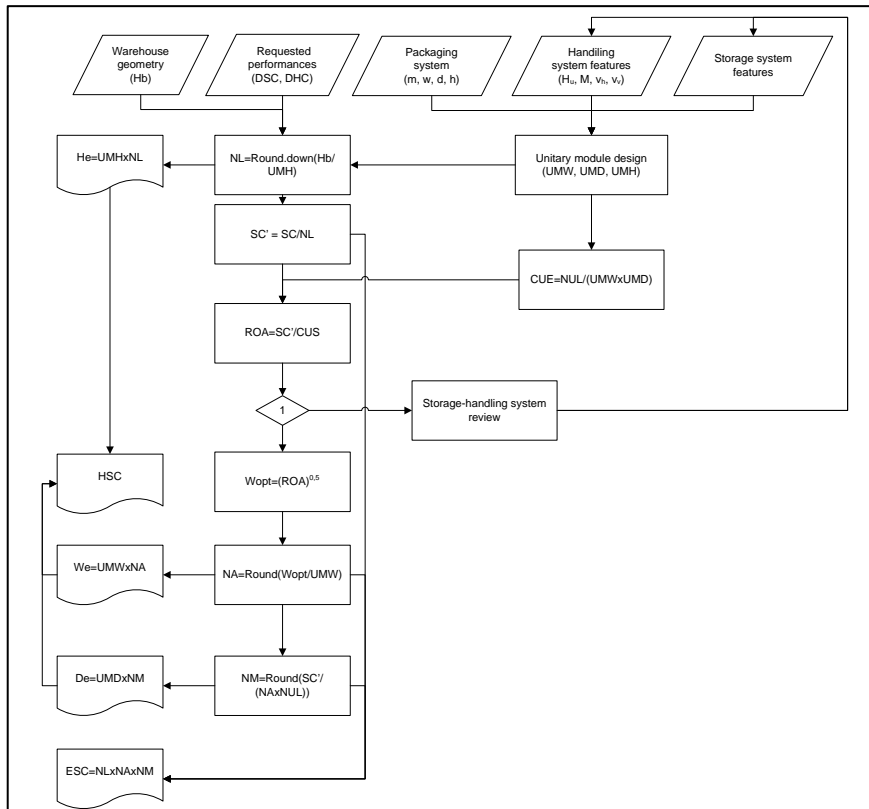 Warehouse
geometry
(Hb)
Requested
performances
(DSC, DHC)
Packaging
system
(m, w, d, h)
Handiling
system features
(Hu, M, vh, vv)
Storage system
features
He=UMHxNL
NL=Round.down(Hb/
UMH)
Unitary module design
(UMW, UMD, UMH)
SC' = SC/NL
CUE=NUL/(UMWxUMD)
ROA=SC'/CUS
1
Storage-handling system
review
HSC
Wopt=(ROA)0,5
We=UMWxNA
NA=Round(Wopt/UMW)
De=UMDxNM
NM=Round(SC'/
(NAxNUL))
ESC=NLxNAxNM